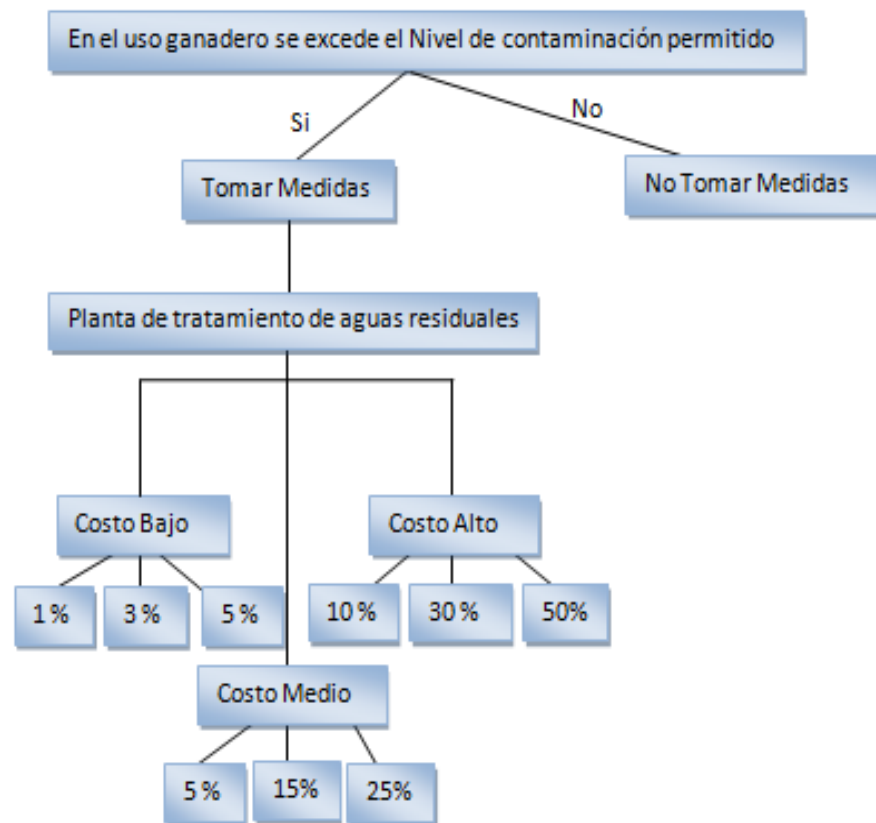 En el uso ganadero se excede el Nivel de contaminación permitido
Si
No
Tomar Medidas
No Tomar Medidas
Planta de tratamiento de aguas residuales
Costo Bajo
Costo Alto
1 %
3 %
5 %
10 %
30 %
50%
Costo Medio
5 %
15%
25%